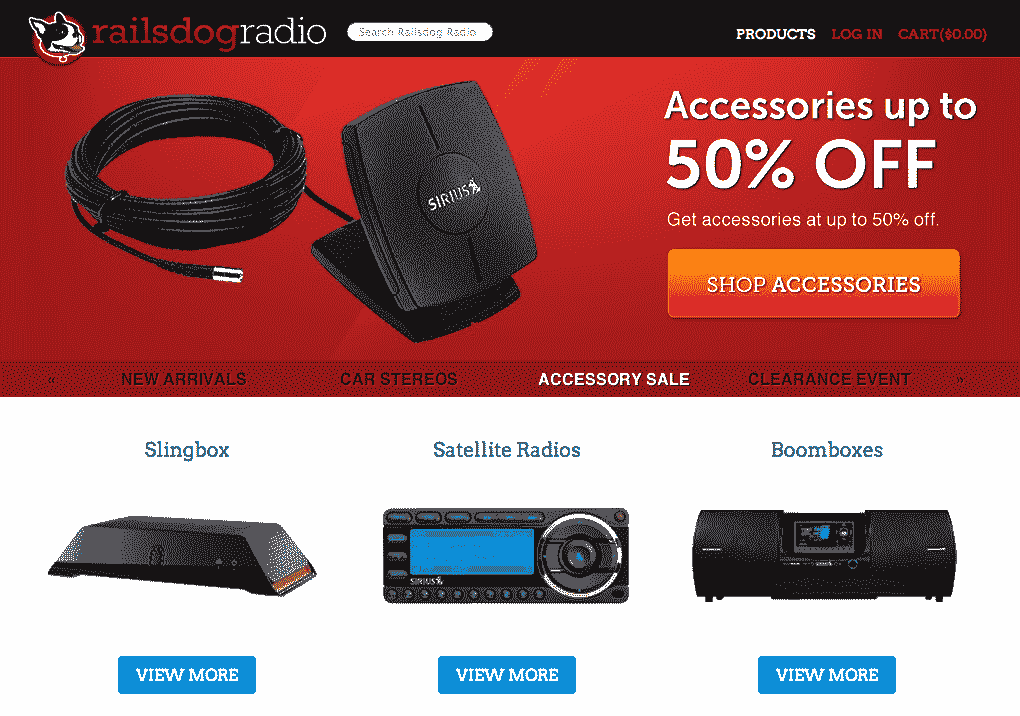 railsdogradio
Search Railsdog Radio
PRODUCTS LOG IN CART($0.00)
Accessories up to
50% OFF
Get accessories at up to 50% off.
SHOP ACCESSORIES
SIRIUS
« NEW ARRIVALS CAR STEREOS ACCESSORY SALE CLEARANCE EVENT »
Slingbox Satellite Radios Boomboxes
SIRIUS
VIEW MORE VIEW MORE VIEW MORE